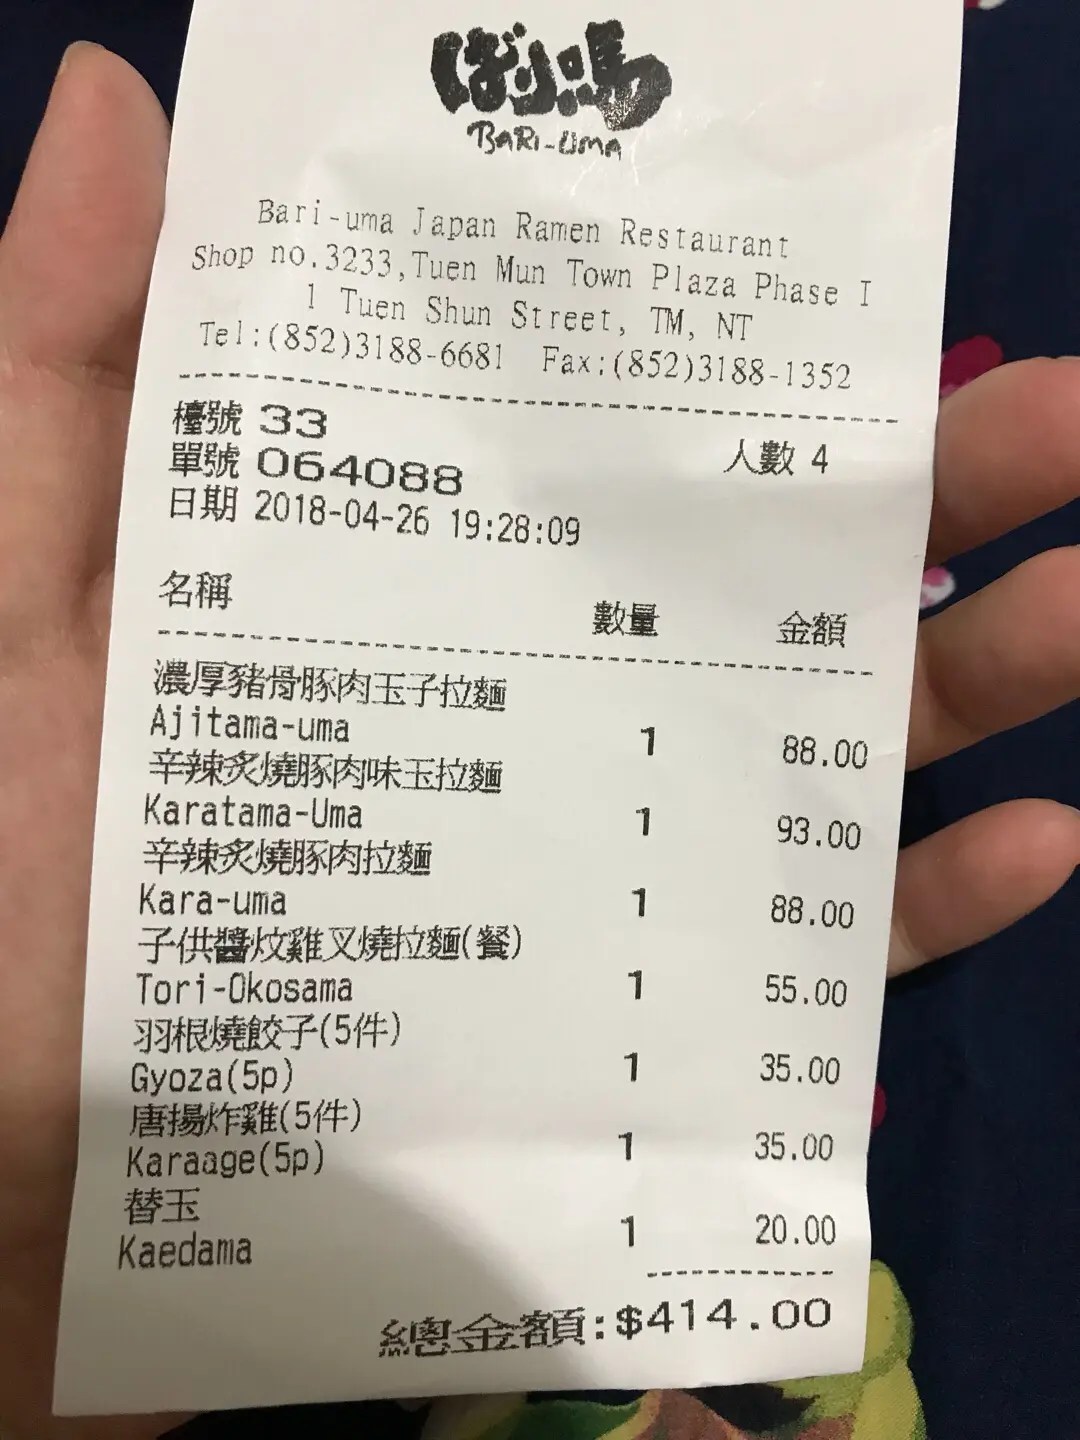 ばり馬
BARI-UMA
Bari-uma Japan Ramen Restaurant
Shop no.3233,Tuen Mun Town Plaza Phase I
1 Tuen Shun Street, TM, NT
Tel:(852)3188-6681 Fax:(852)3188-1352
檯號 33 人數 4
單號 064088
日期 2018-04-26 19:28:09
名稱 數量 金額
濃厚豬骨豚肉玉子拉麵
Ajitama-uma 1 88.00
辛辣炙燒豚肉味玉拉麵
Karatama-Uma 1 93.00
辛辣炙燒豚肉拉麵
Kara-uma 1 88.00
子供醬炆雞叉燒拉麵(餐)
Tori-Okosama 1 55.00
羽根燒餃子(5件)
Gyoza(5p) 1 35.00
唐揚炸雞(5件)
Karaage(5p) 1 35.00
替玉
Kaedama 1 20.00
總金額:$414.00